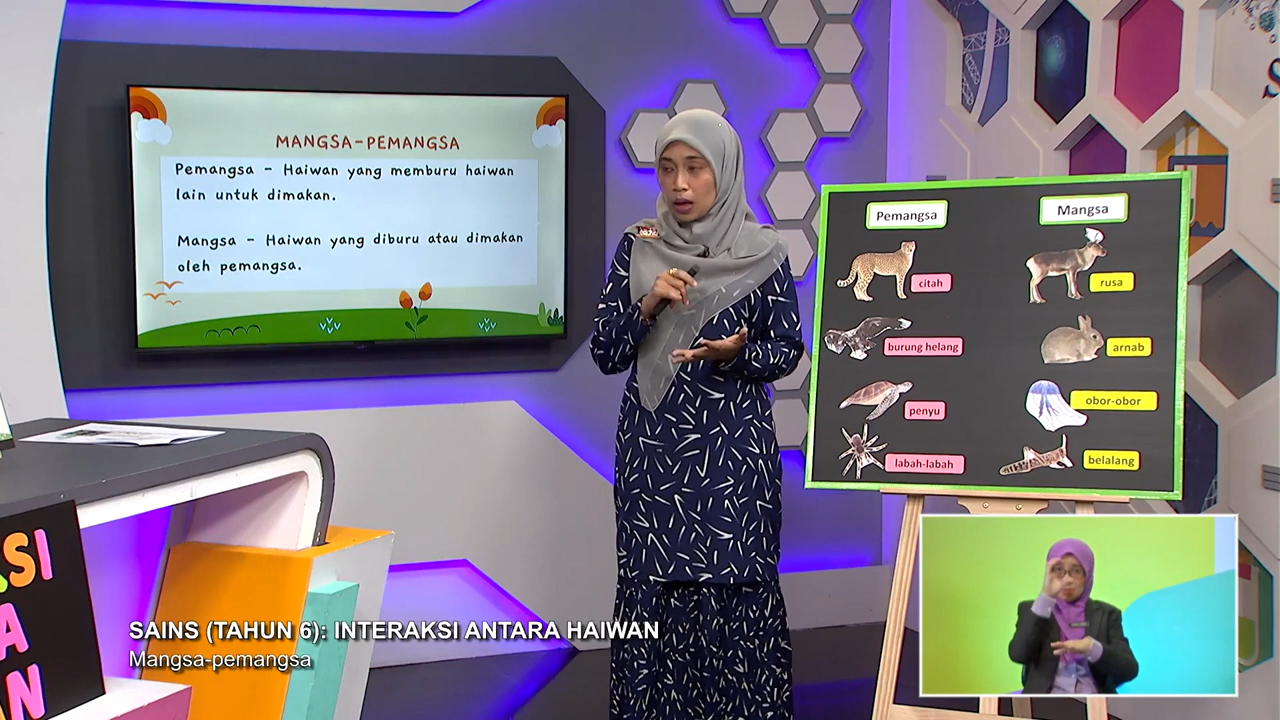 MANGSA-PEMANGSA
Pemangsa - Haiwan yang memburu haiwan
lain untuk dimakan.
Mangsa - Haiwan yang diburu atau dimakan
oleh pemangsa.
Pemangsa
Mangsa
citah
rusa
burung helang
arnab
penyu
obor-obor
labah-labah
belalang
SI
A
AN
S
SAINS (TAHUN 6): INTERAKSI ANTARA HAIWAN
Mangsa-pemangsa